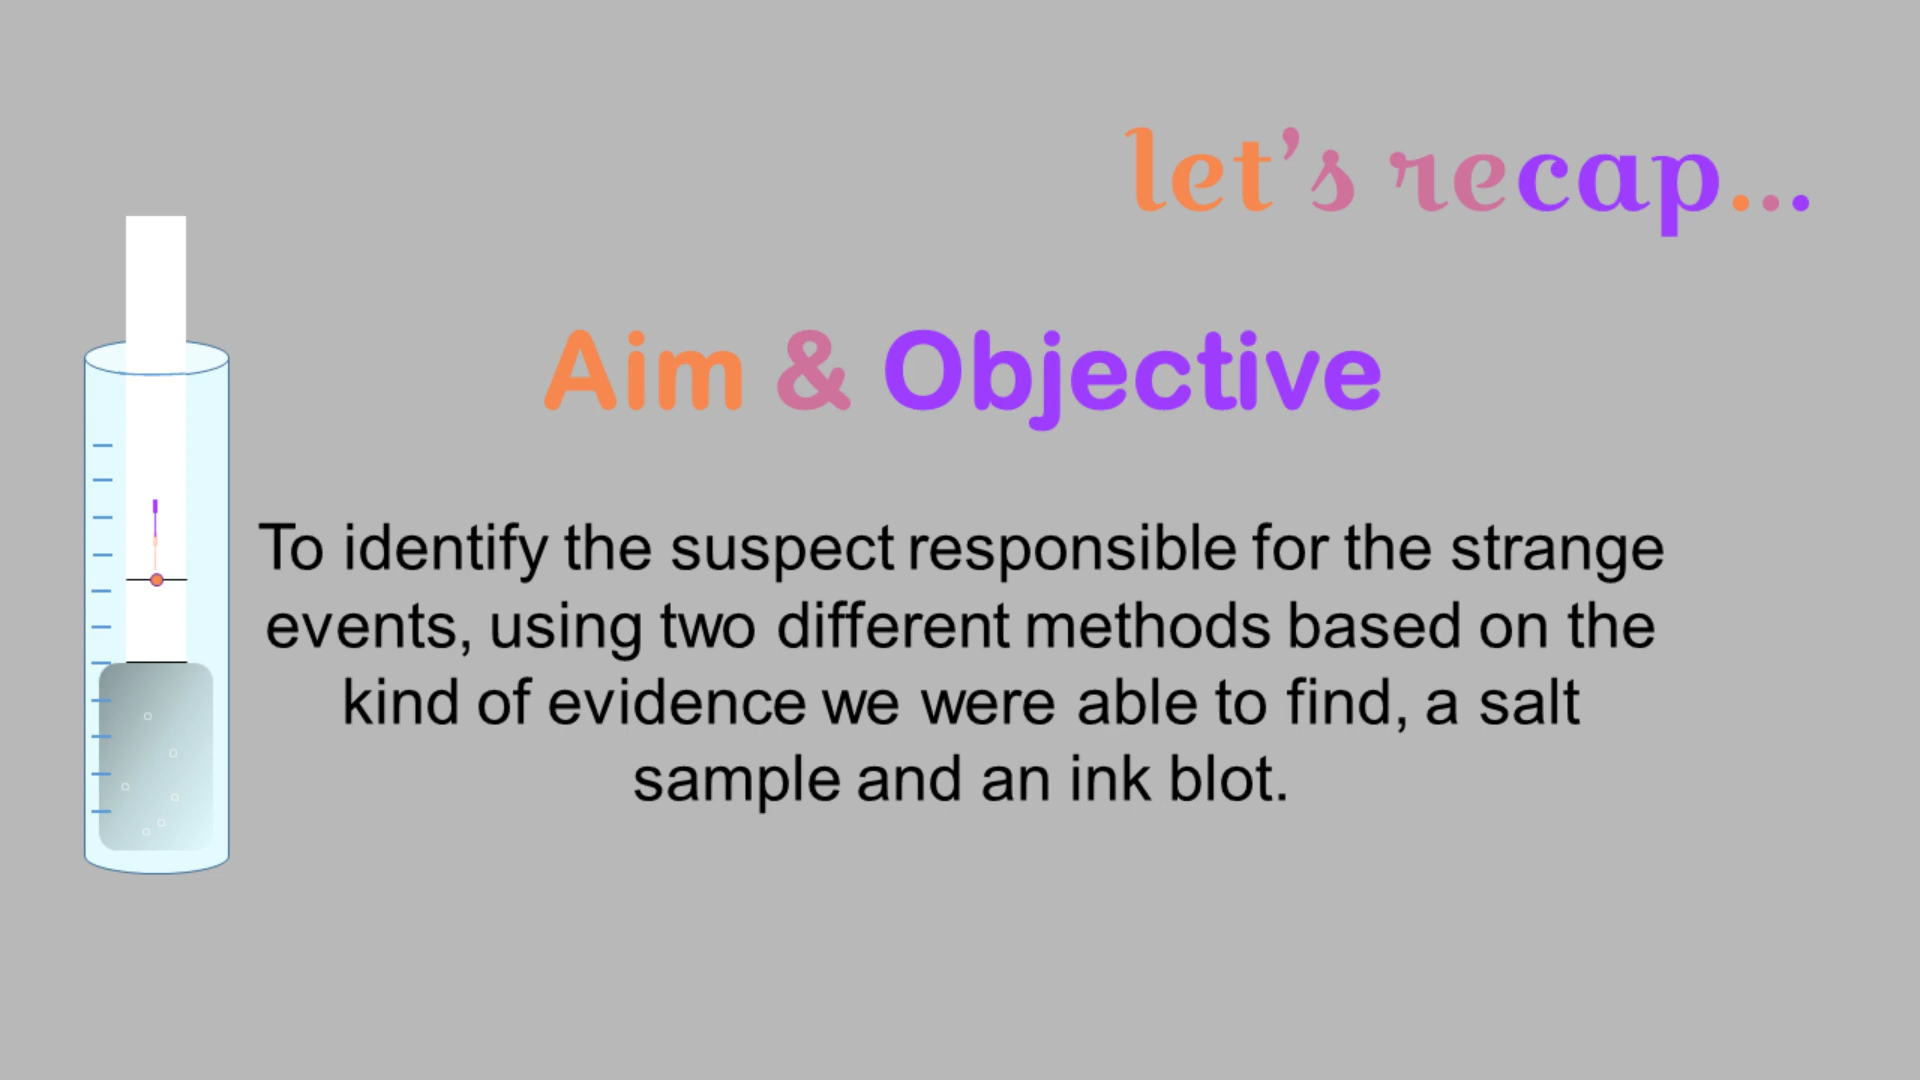 let's recap...
Aim & Objective
To identify the suspect responsible for the strange
events, using two different methods based on the
kind of evidence we were able to find, a salt
sample and an ink blot.